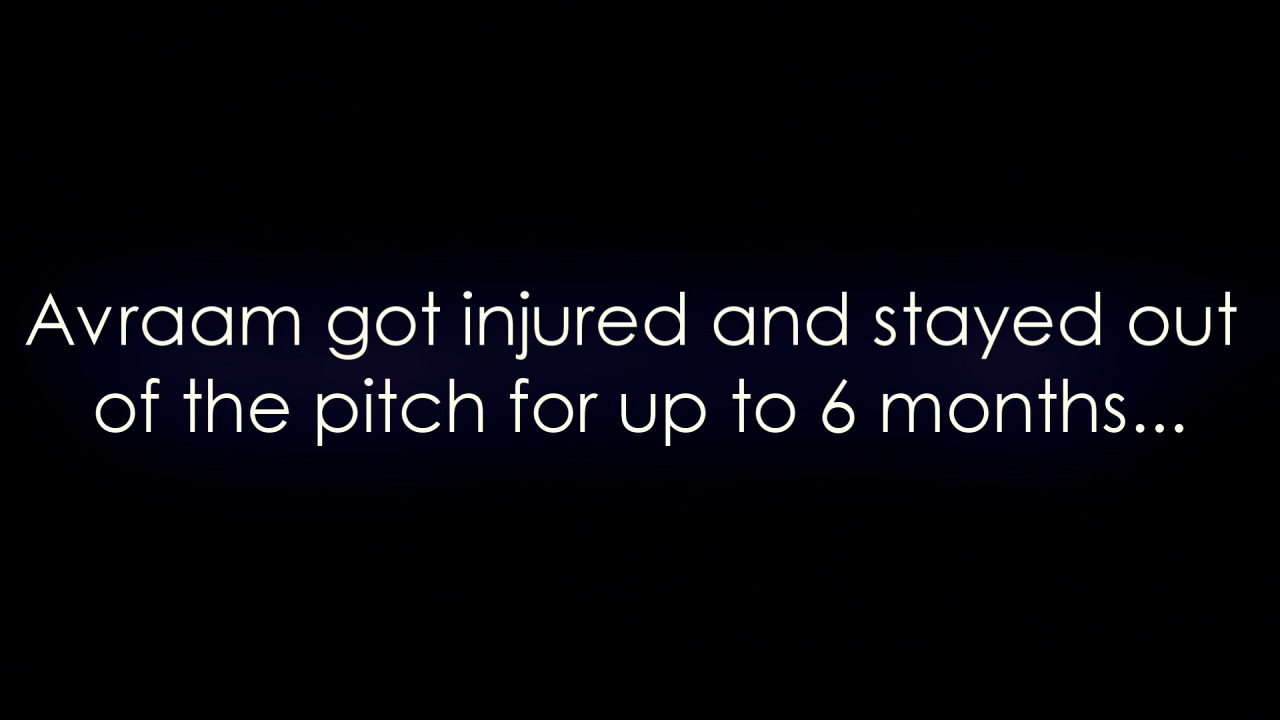 Avraam got injured and stayed out
of the pitch for up to 6 months...